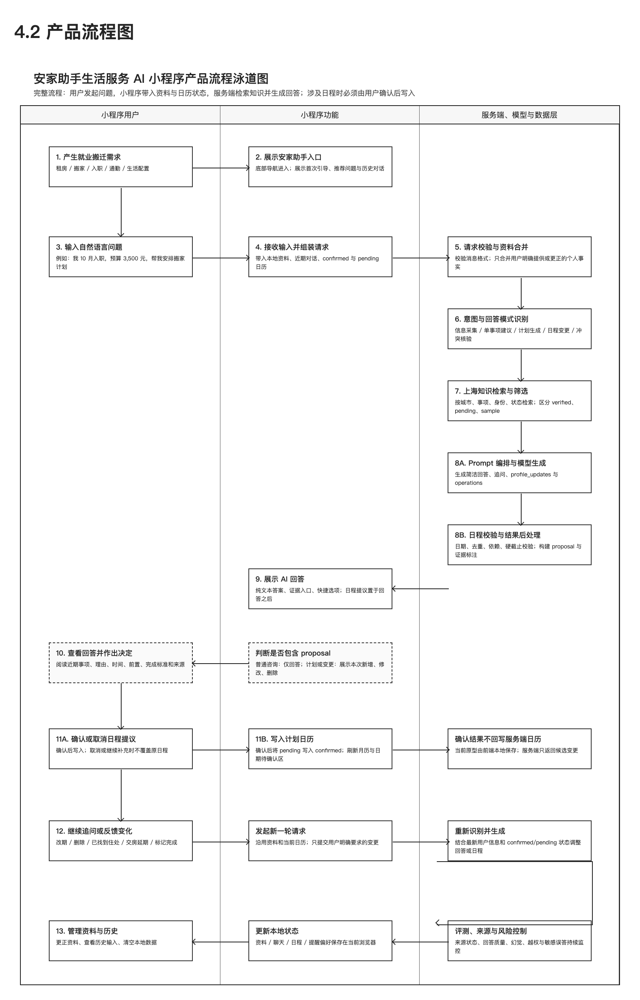 4.2 产品流程图
安家助手生活服务 AI 小程序产品流程泳道图
完整流程：用户发起问题，小程序带入资料与日历状态，服务端检索知识并生成回答；涉及日程时必须由用户确认后写入
小程序用户
小程序功能
服务端、模型与数据层
1. 产生就业搬迁需求
租房 / 搬家 / 入职 / 通勤 / 生活配置
2. 展示安家助手入口
底部导航进入；展示首次引导、推荐问题与历史对话
3. 输入自然语言问题
例如：我 10 月入职，预算 3,500 元，帮我安排搬家
计划
4. 接收输入并组装请求
带入本地资料、近期对话、confirmed 与 pending
日历
5. 请求校验与资料合并
校验消息格式；只合并用户明确提供或更正的个人事
实
6. 意图与回答模式识别
信息采集 / 单事项建议 / 计划生成 / 日程变更 / 冲
突核验
7. 上海知识检索与筛选
按城市、事项、身份、状态检索；区分 verified、
pending、sample
8A. Prompt 编排与模型生成
生成简洁回答、追问、profile_updates 与
operations
8B. 日程校验与结果后处理
日期、去重、依赖、硬截止校验；构建 proposal 与
证据标注
9. 展示 AI 回答
纯文本答案、证据入口、快捷选项；日程提议置于回
答之后
10. 查看回答并作出决定
阅读近期事项、理由、时间、前置、完成标准和来源
判断是否包含 proposal
普通咨询：仅回答；计划或变更：展示本次新增、修
改、删除
11A. 确认或取消日程提议
确认后写入；取消或继续补充时不覆盖原日程
11B. 写入计划日历
确认后将 pending 写入 confirmed；刷新月历与日
期待确认区
确认结果不回写服务端日历
当前原型由前端本地保存；服务端只返回候选变更
12. 继续追问或反馈变化
改期 / 删除 / 已找到住处 / 交房延期 / 标记完成
发起新一轮请求
沿用资料和当前日历；只提交用户明确要求的变更
重新识别并生成
结合最新用户信息和 confirmed/pending 状态调整
回答或日程
13. 管理资料与历史
更正资料、查看历史输入、清空本地数据
更新本地状态
资料 / 聊天 / 日程 / 提醒偏好保存在当前浏览器
评测、来源与风险控制
来源状态、回答质量、幻觉、越权与敏感误答持续监
控